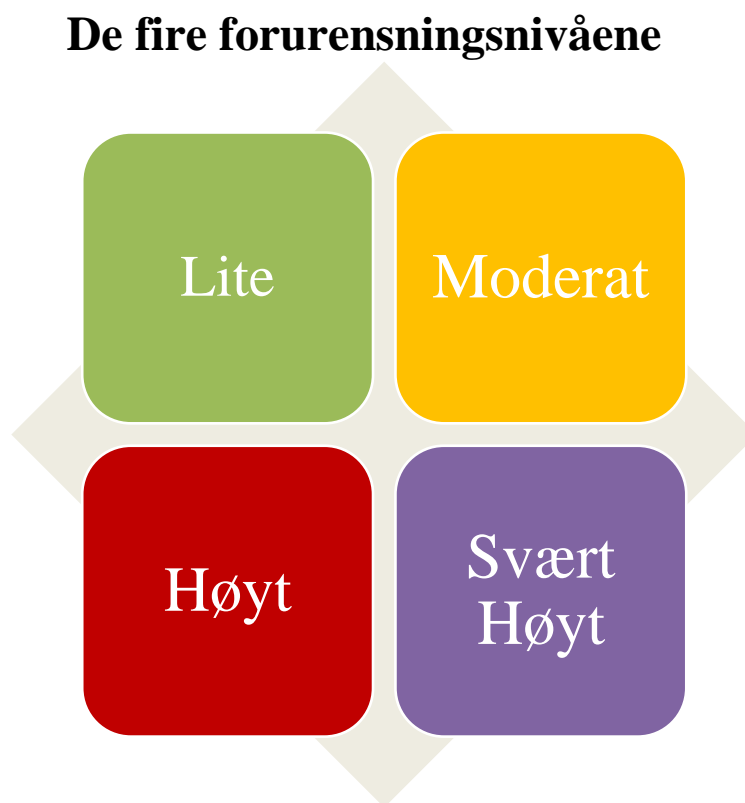 De fire forurensningsnivåene
Lite
Moderat
Høyt
Svært
Høyt